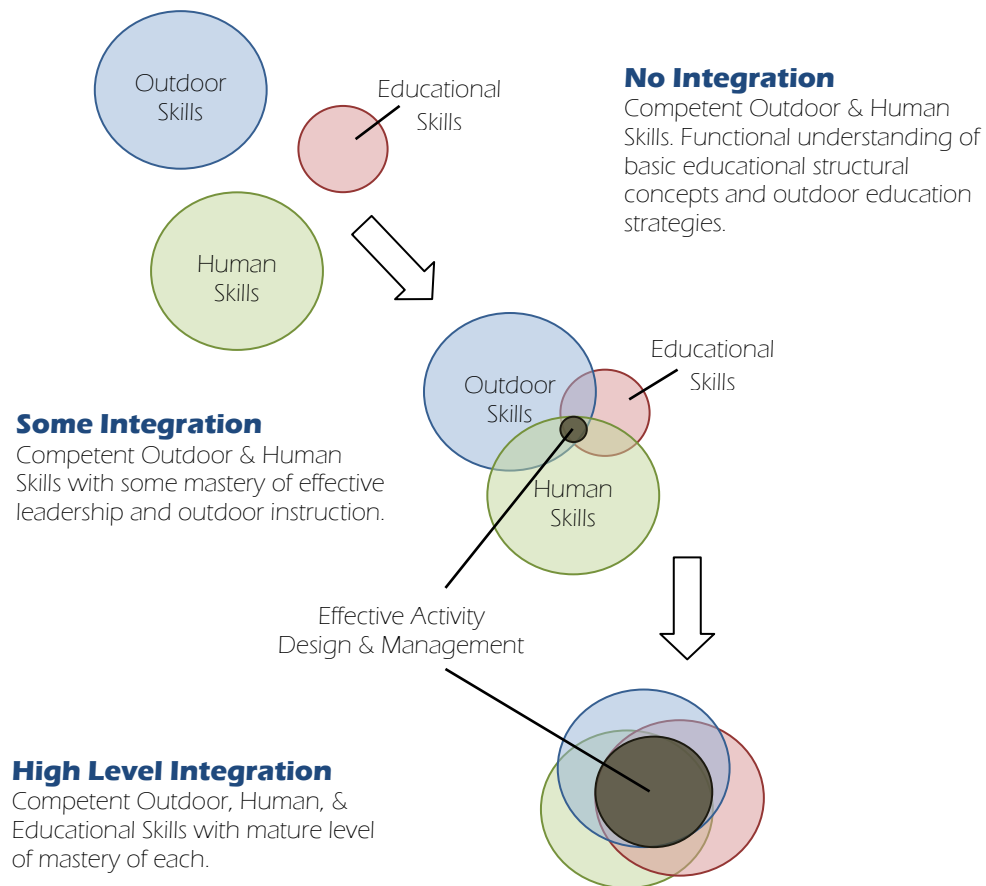 Outdoor
Skills
Educational
Skills
No Integration
Competent Outdoor & Human
Skills. Functional understanding of
basic educational structural
concepts and outdoor education
strategies.
Human
Skills
Outdoor
Skills
Educational
Skills
Some Integration
Competent Outdoor & Human
Skills with some mastery of effective
leadership and outdoor instruction.
Human
Skills
Effective Activity
Design & Management
High Level Integration
Competent Outdoor, Human, &
Educational Skills with mature level
of mastery of each.